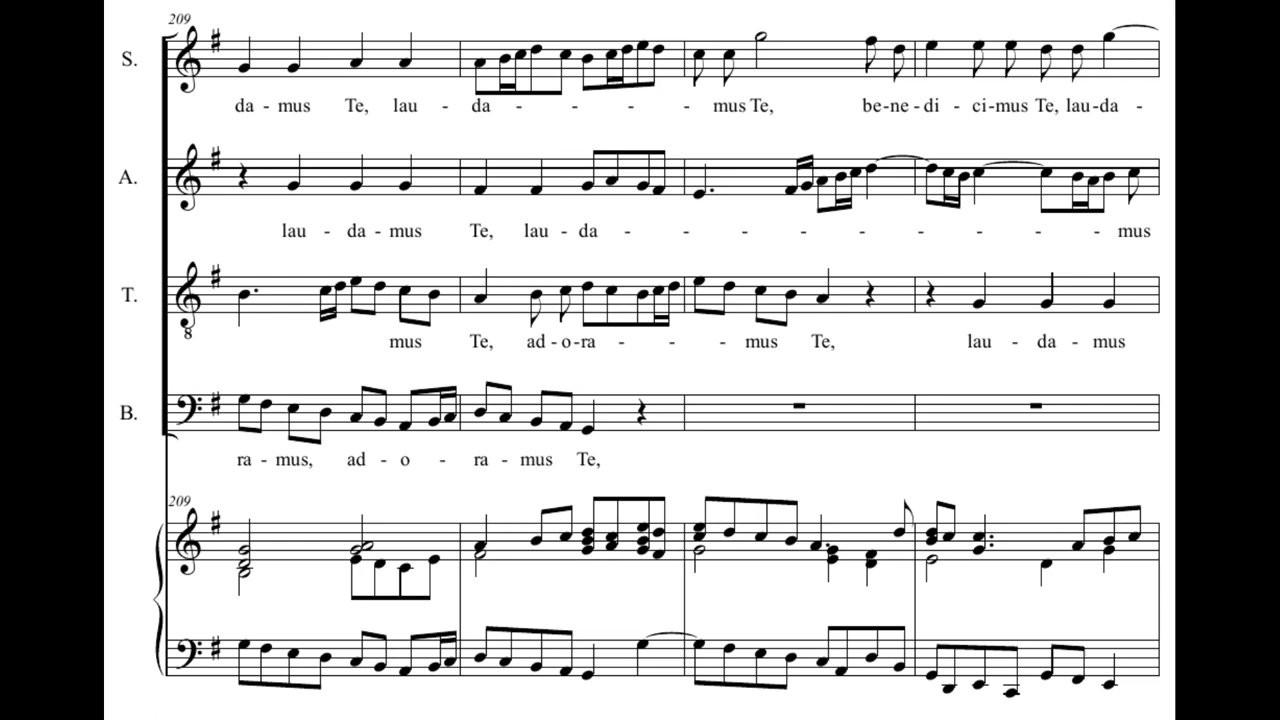 209
S.
da - mus Te, lau - da - - - - mus Te, be - ne - di - ci - mus Te, lau - da -
A.
lau - da - mus Te, lau - da - - - - - - - - - mus
T.
8
mus Te, ad - o - ra - - - mus Te, lau - da - mus
B.
ra - mus, ad - o - ra - mus Te,
209